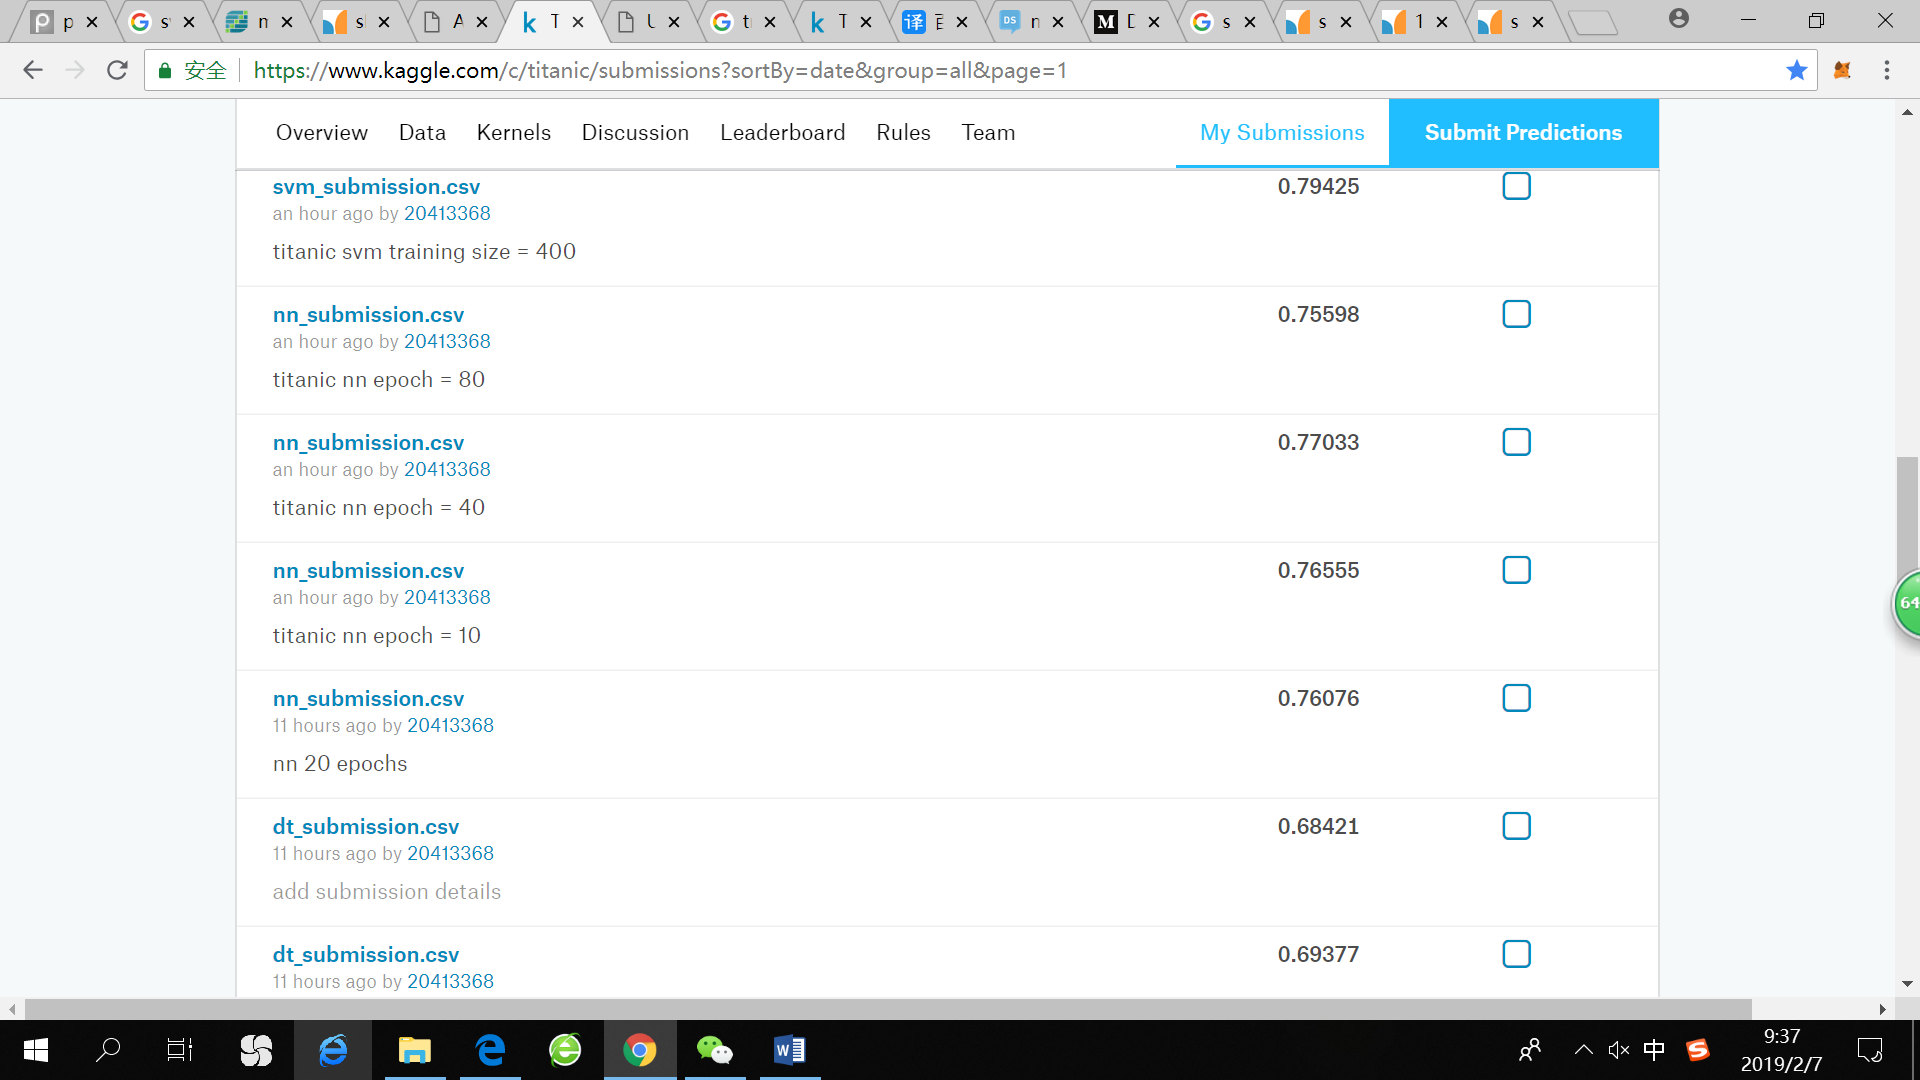 安全
https://www.kaggle.com/c/titanic/submissions?sortBy=date&group=all&page=1
Overview Data Kernels Discussion Leaderboard Rules Team My Submissions Submit Predictions
svm_submission.csv 0.79425
an hour ago by 20413368
titanic svm training size = 400
nn_submission.csv 0.75598
an hour ago by 20413368
titanic nn epoch = 80
nn_submission.csv 0.77033
an hour ago by 20413368
titanic nn epoch = 40
nn_submission.csv 0.76555
an hour ago by 20413368
titanic nn epoch = 10
nn_submission.csv 0.76076
11 hours ago by 20413368
nn 20 epochs
dt_submission.csv 0.68421
11 hours ago by 20413368
add submission details
dt_submission.csv 0.69377
11 hours ago by 20413368
64
中
9:37
2019/2/7